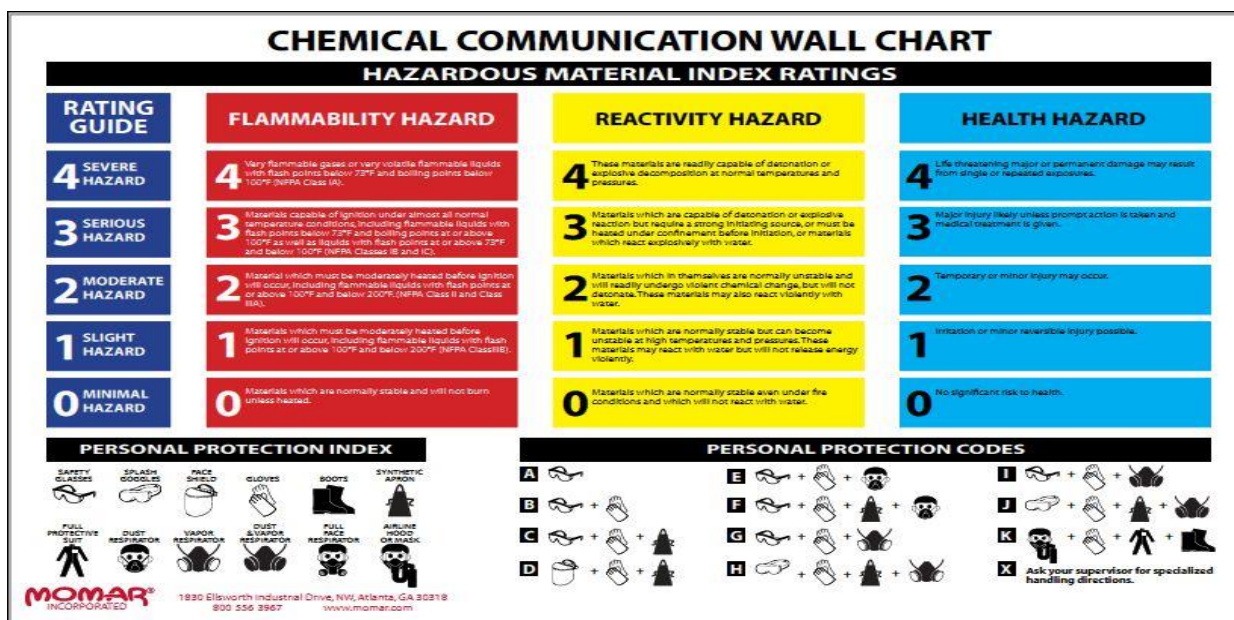 CHEMICAL COMMUNICATION WALL CHART
HAZARDOUS MATERIAL INDEX RATINGS
RATING
GUIDE
FLAMMABILITY HAZARD
REACTIVITY HAZARD
HEALTH HAZARD
4 SEVERE
HAZARD
4 Very flammable gases or very volatile flammable liquids
with flash points below 73°F and boiling points below
100°F (NFPA Class IA).
4 These materials are readily capable of detonation or
explosive decomposition at normal temperatures and
pressures.
4 Life threatening major or permanent damage may result
from single or repeated exposures.
3 SERIOUS
HAZARD
3 Materials capable of ignition under almost all normal
temperature conditions, including flammable liquids with
flash points below 73°F and boiling points at or above
100°F as well as liquids with flash points at or above 73°F
and below 100°F (NFPA Classes IB and IC).
3 Materials which are capable of detonation or explosive
reaction but require a strong initiating source, or must be
heated under confinement before initiation, or materials
which react explosively with water.
3 Major injury likely unless prompt action is taken and
medical treatment is given.
2 MODERATE
HAZARD
2 Material which must be moderately heated before ignition
will occur, including flammable liquids with flash points at
or above 100°F and below 200°F. (NFPA Class II and Class
IIIA).
2 Materials which in themselves are normally unstable and
will readily undergo violent chemical change, but will not
detonate. These materials may also react violently with
water.
2 Temporary or minor injury may occur.
1 SLIGHT
HAZARD
1 Materials which must be moderately heated before
ignition will occur, including flammable liquids with flash
points at or above 100°F and below 200°F (NFPA ClassIIIB).
1 Materials which are normally stable but can become
unstable at high temperatures and pressures. These
materials may react with water but will not release energy
violently.
1 Irritation or minor reversible injury possible.
0 MINIMAL
HAZARD
0 Materials which are normally stable and will not burn
unless heated.
0 Materials which are normally stable even under fire
conditions and which will not react with water.
0 No significant risk to health.
PERSONAL PROTECTION INDEX
SAFETY
GLASSES
SPLASH
GOGGLES
FACE
SHIELD
GLOVES
BOOTS
SYNTHETIC
APRON
FULL
PROTECTIVE
SUIT
DUST
RESPIRATOR
VAPOR
RESPIRATOR
DUST
& VAPOR
RESPIRATOR
FULL
FACE
RESPIRATOR
AIRLINE
HOOD
OR MASK
PERSONAL PROTECTION CODES
A
B +
C + +
D + +
E + +
F + + +
G + +
H + + +
I + +
J + + +
K + + +
X Ask your supervisor for specialized
handling directions.
MOMAR®
INCORPORATED
1830 Ellsworth Industrial Drive, NW, Atlanta, GA 30318
800 556 3967 www.momar.com